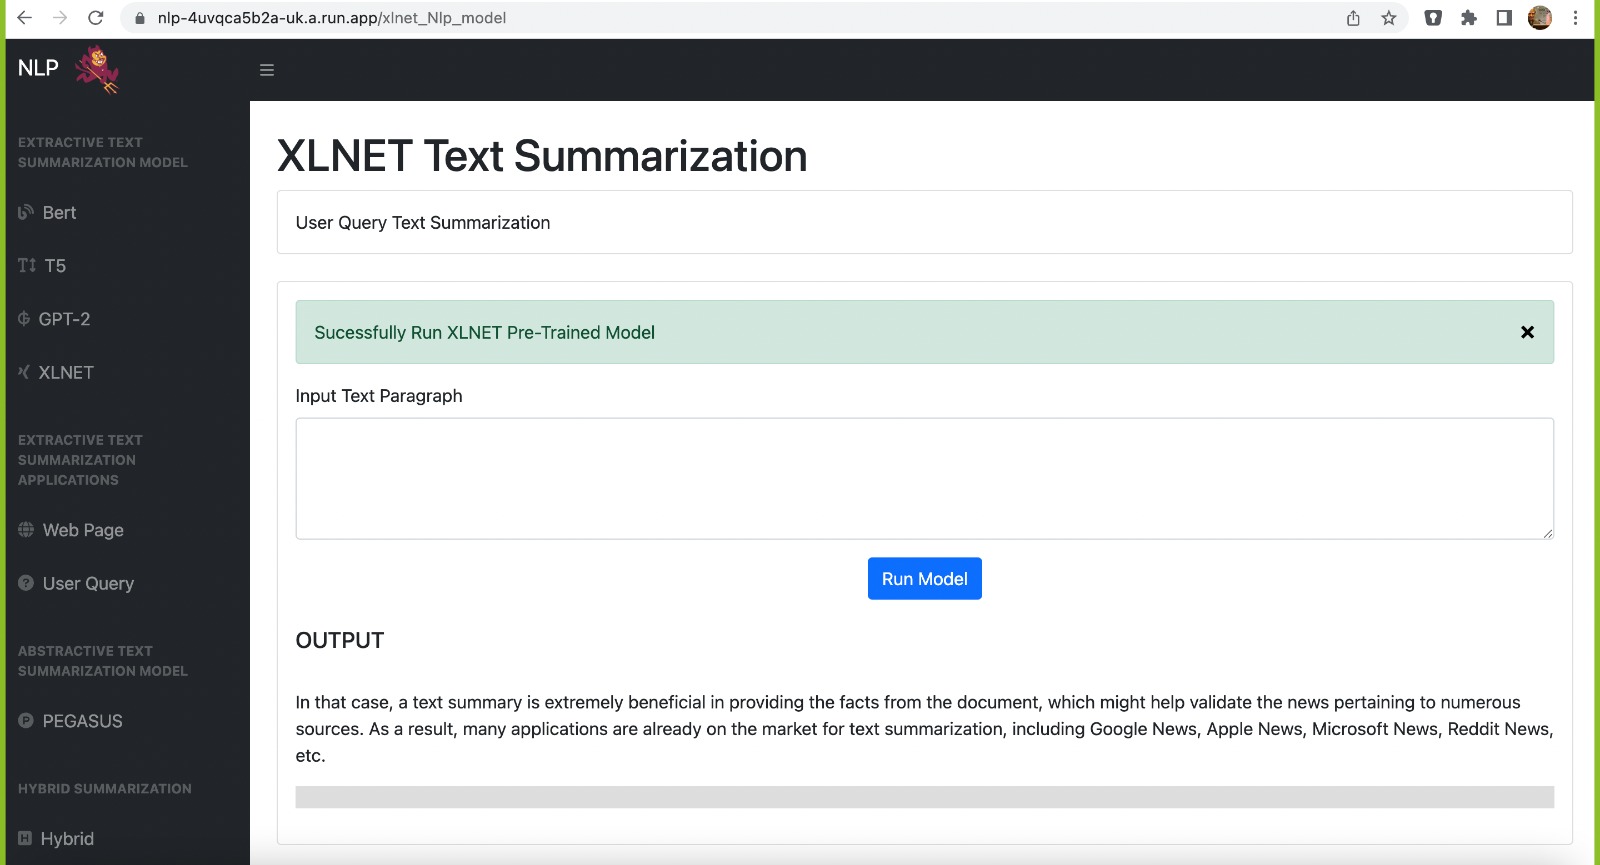 nlp-4uvqca5b2a-uk.a.run.app/xlnet_Nlp_model
NLP
EXTRACTIVE TEXT
SUMMARIZATION MODEL
Bert
T5
GPT-2
XLNET
EXTRACTIVE TEXT
SUMMARIZATION
APPLICATIONS
Web Page
User Query
ABSTRACTIVE TEXT
SUMMARIZATION MODEL
PEGASUS
HYBRID SUMMARIZATION
Hybrid
XLNET Text Summarization
User Query Text Summarization
Sucessfully Run XLNET Pre-Trained Model
Input Text Paragraph
Run Model
OUTPUT
In that case, a text summary is extremely beneficial in providing the facts from the document, which might help validate the news pertaining to numerous
sources. As a result, many applications are already on the market for text summarization, including Google News, Apple News, Microsoft News, Reddit News,
etc.